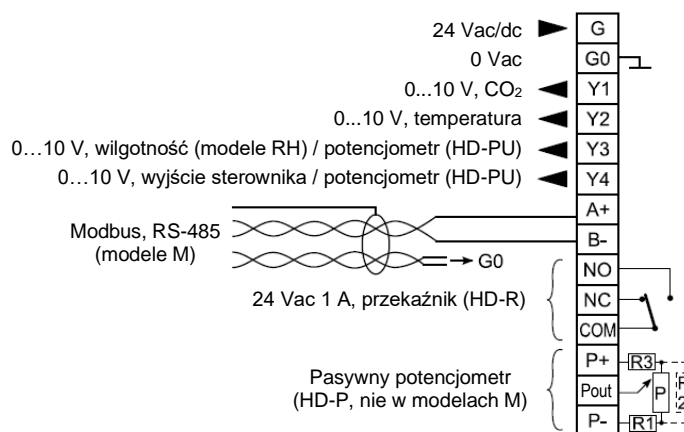 24 Vac/dc G
0 Vac G0
0...10 V, CO₂ Y1
0...10 V, temperatura Y2
0…10 V, wilgotność (modele RH) / potencjometr (HD-PU) Y3
0…10 V, wyjście sterownika / potencjometr (HD-PU) Y4
A+
Modbus, RS-485
(modele M)
B-
G0
NO
24 Vac 1 A, przekaźnik (HD-R) NC
COM
P+ R3
Pasywny potencjometr
(HD-P, nie w modelach M)
Pout P
P- R1